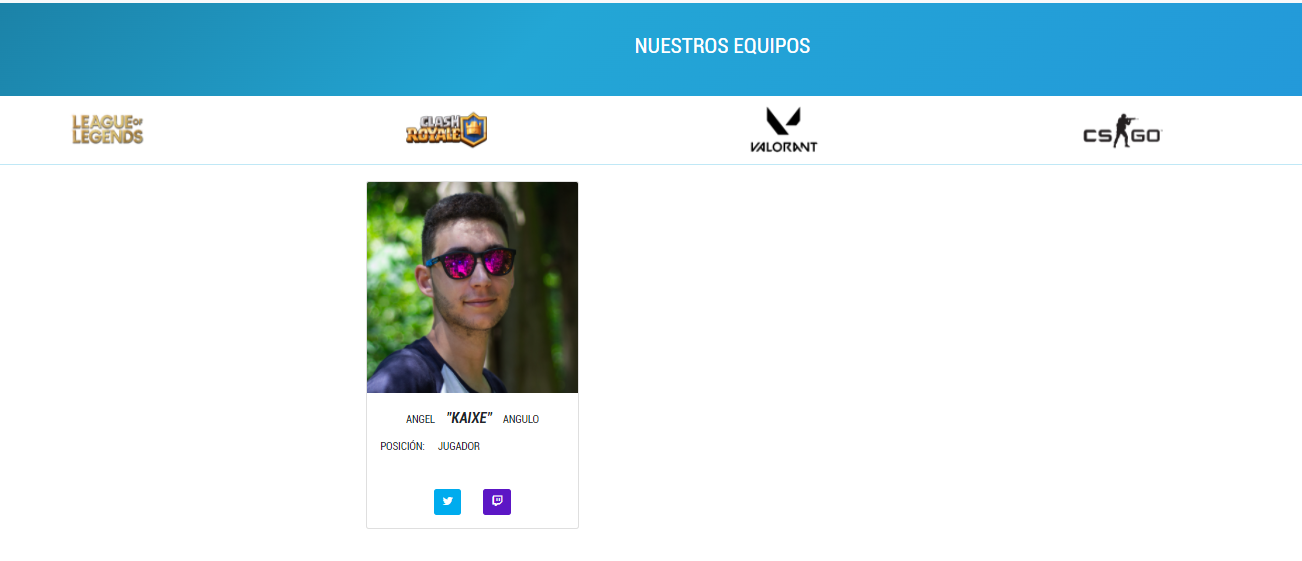 NUESTROS EQUIPOS
LEAGUE OF
LEGENDS
CLASH
ROYALE
VALORANT
CS GO
ANGEL "KAIXE" ANGULO
POSICIÓN: JUGADOR